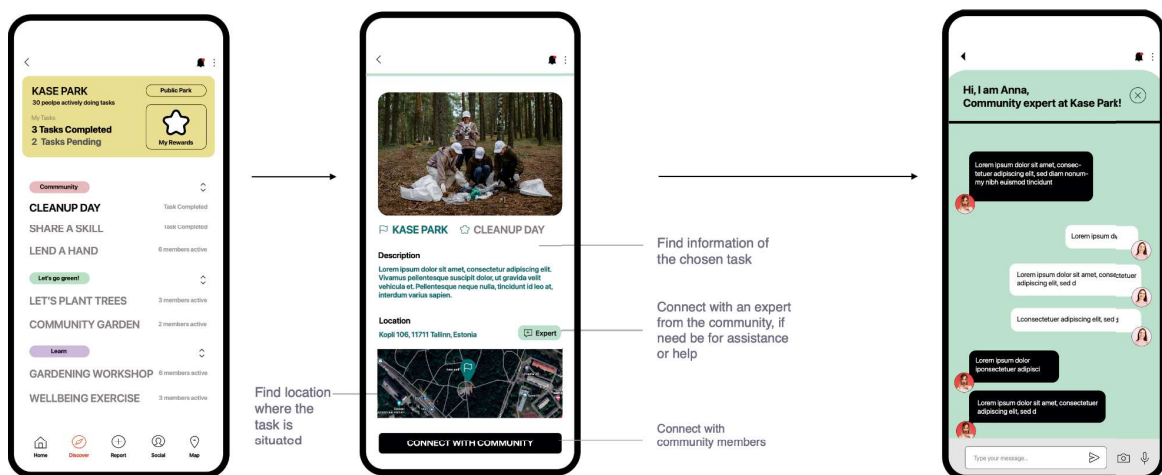 KASE PARK
Public Park
30 peolpe actively doing tasks
My Tasks
3 Tasks Completed
2 Tasks Pending
My Rewards
Commmunity
CLEANUP DAY
Task Completed
SHARE A SKILL
Task Completed
LEND A HAND
6 members active
Let's go green!
LET'S PLANT TREES
3 members active
COMMUNITY GARDEN
2 members active
Learn
GARDENING WORKSHOP
6 members active
WELLBEING EXERCISE
3 members active
Home
Discover
Report
Social
Map
KASE PARK
CLEANUP DAY
Description
Lorem ipsum dolor sit amet, consectetur adipiscing elit.
Vivamus pellentesque suscipit dolor, ut gravida velit
vehicula et. Pellentesque neque nulla, tincidunt id leo at,
interdum varius sapien.
Location
Kopli 106, 11711 Tallinn, Estonia
Expert
CONNECT WITH COMMUNITY
Find location
where the
task is
situated
Find information of
the chosen task
Connect with an expert
from the community, if
need be for assistance
or help
Connect with
community members
Hi, I am Anna,
Community expert at Kase Park!
Lorem ipsum dolor sit amet, consec-
tetuer adipiscing elit, sed diam nonum-
my nibh euismod tincidunt
Lorem ipsum
Lorem ipsum dolor sit amet, consectetuer
adipiscing elit, sed d
Lconsectetuer adipiscing elit, sed
Lorem ipsum dolor
iponsectetuer adipisci
Lorem ipsum dolor sit amet, consectetuer
adipiscing elit, sed d
Type your message..